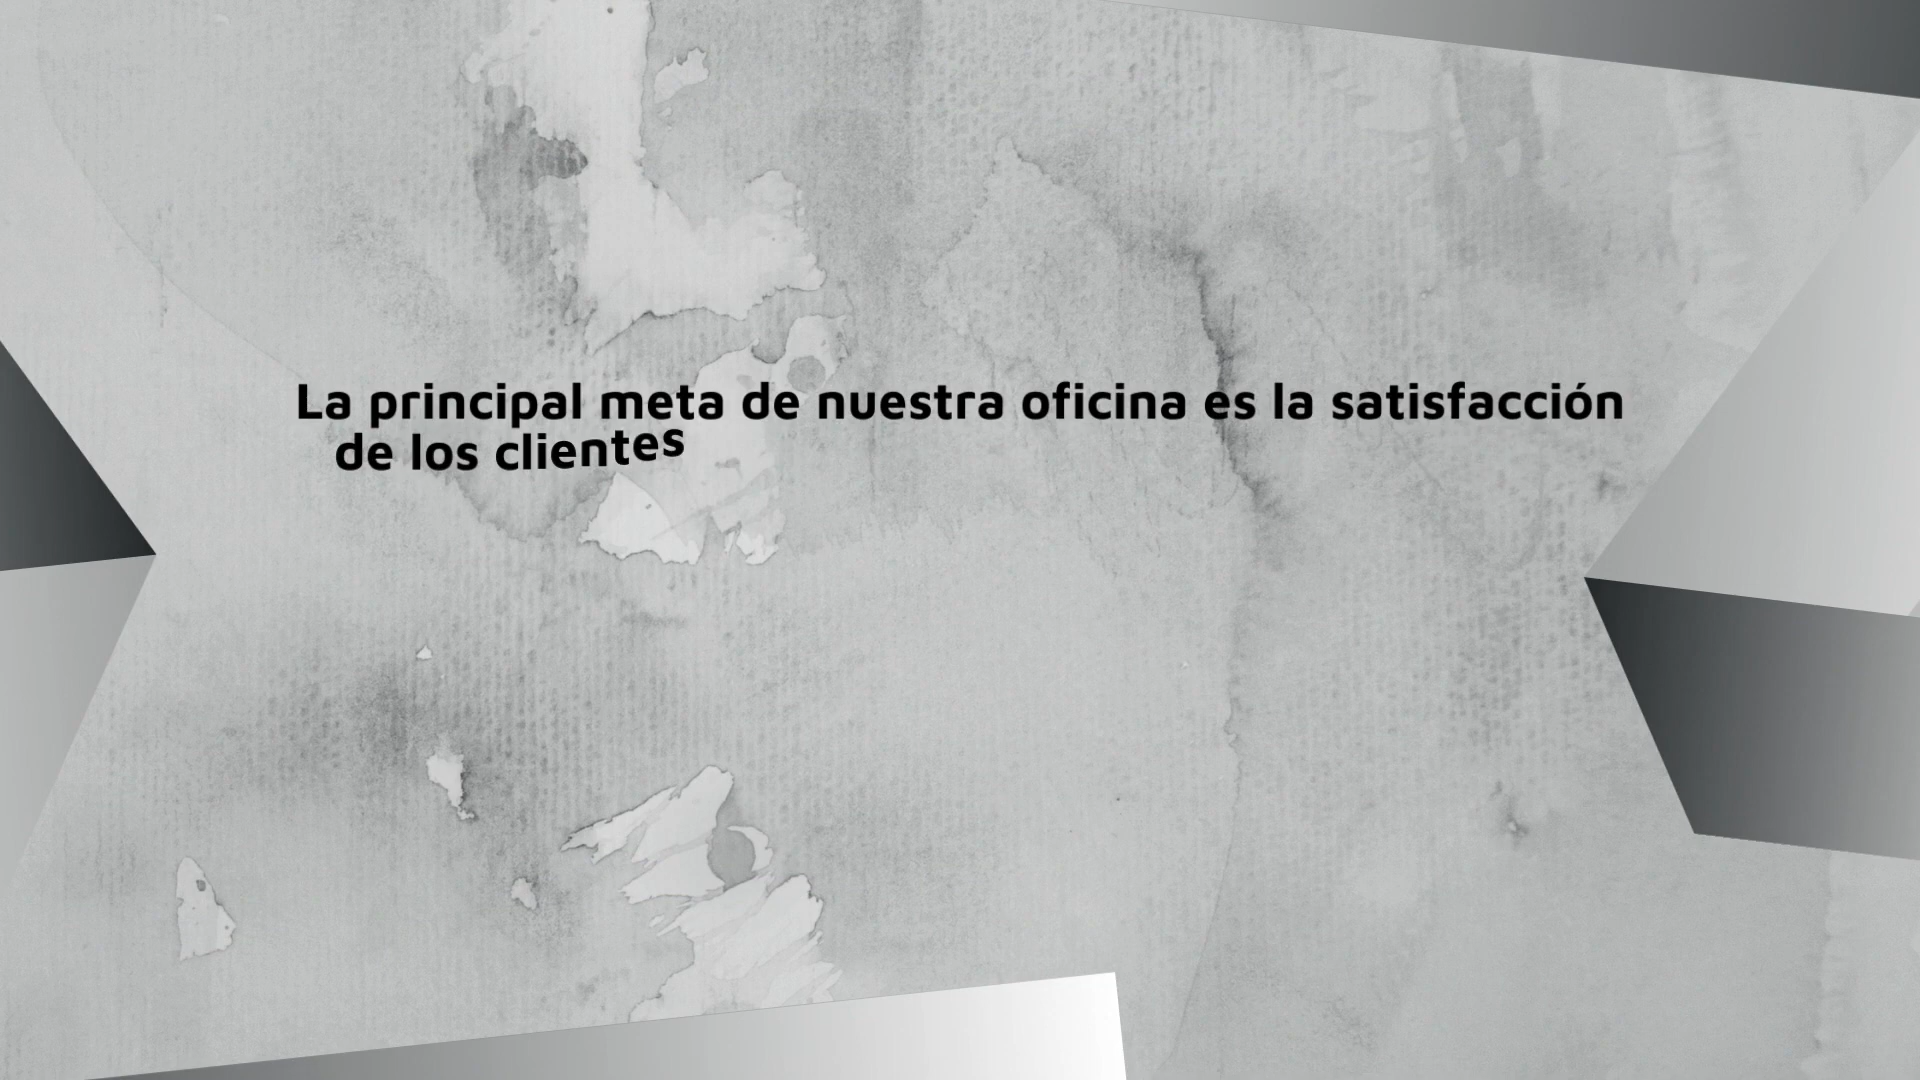 La principal meta de nuestra oficina es la satisfacción
de los clientes